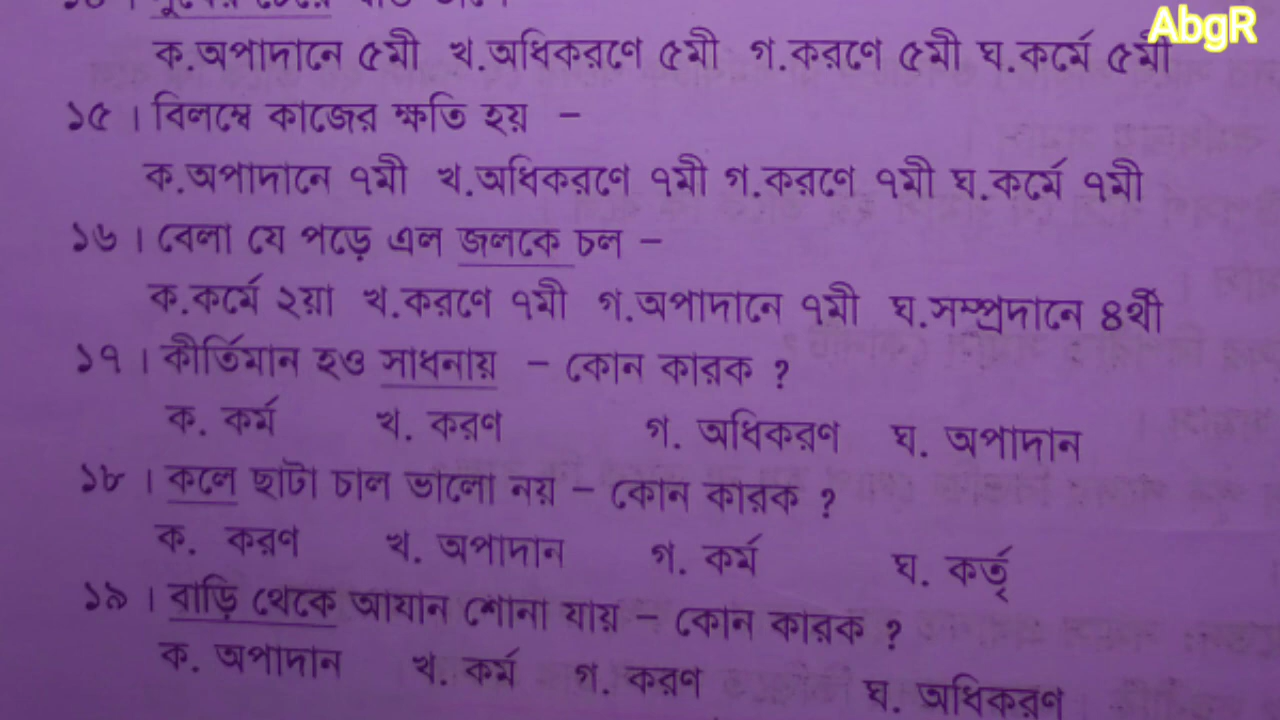 AbgR
ক.অপাদানে ৫মী খ.অধিকরণে ৫মী গ.করণে ৫মী ঘ.কর্মে ৫মী
১৫। বিলম্বে কাজের ক্ষতি হয় –
ক.অপাদানে ৭মী খ.অধিকরণে ৭মী গ.করণে ৭মী ঘ.কর্মে ৭মী
১৬। বেলা যে পড়ে এল জলকে চল –
ক.কর্মে ২য়া খ.করণে ৭মী গ.অপাদানে ৭মী ঘ.সম্প্রদানে ৪র্থী
১৭। কীর্তিমান হও সাধনায় – কোন কারক ?
ক. কর্ম খ. করণ গ. অধিকরণ ঘ. অপাদান
১৮। কলে ছাটা চাল ভালো নয় – কোন কারক ?
ক. করণ খ. অপাদান গ. কর্ম ঘ. কর্তৃ
১৯। বাড়ি থেকে আযান শোনা যায় – কোন কারক ?
ক. অপাদান খ. কর্ম গ. করণ ঘ. অধিকরণ